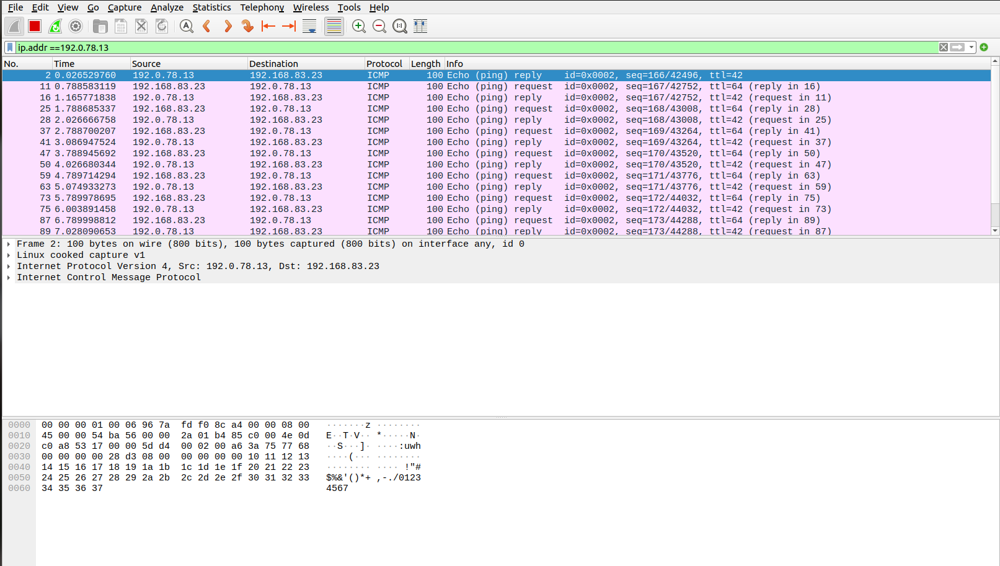 File Edit View Go Capture Analyze Statistics Telephony Wireless Tools Help
ip.addr ==192.0.78.13
No. Time Source Destination Protocol Length Info
2 0.026529760 192.0.78.13 192.168.83.23 ICMP 100 Echo (ping) reply id=0x0002, seq=166/42496, ttl=42
11 0.788583119 192.168.83.23 192.0.78.13 ICMP 100 Echo (ping) request id=0x0002, seq=167/42752, ttl=64 (reply in 16)
16 1.165771838 192.0.78.13 192.168.83.23 ICMP 100 Echo (ping) reply id=0x0002, seq=167/42752, ttl=42 (request in 11)
25 1.788685337 192.168.83.23 192.0.78.13 ICMP 100 Echo (ping) request id=0x0002, seq=168/43008, ttl=64 (reply in 28)
28 2.026666758 192.0.78.13 192.168.83.23 ICMP 100 Echo (ping) reply id=0x0002, seq=168/43008, ttl=42 (request in 25)
37 2.788700207 192.168.83.23 192.0.78.13 ICMP 100 Echo (ping) request id=0x0002, seq=169/43264, ttl=64 (reply in 41)
41 3.086947524 192.0.78.13 192.168.83.23 ICMP 100 Echo (ping) reply id=0x0002, seq=169/43264, ttl=42 (request in 37)
47 3.788945692 192.168.83.23 192.0.78.13 ICMP 100 Echo (ping) request id=0x0002, seq=170/43520, ttl=64 (reply in 50)
50 4.026680344 192.0.78.13 192.168.83.23 ICMP 100 Echo (ping) reply id=0x0002, seq=170/43520, ttl=42 (request in 47)
59 4.789714294 192.168.83.23 192.0.78.13 ICMP 100 Echo (ping) request id=0x0002, seq=171/43776, ttl=64 (reply in 63)
63 5.074933273 192.0.78.13 192.168.83.23 ICMP 100 Echo (ping) reply id=0x0002, seq=171/43776, ttl=42 (request in 59)
73 5.789978695 192.168.83.23 192.0.78.13 ICMP 100 Echo (ping) request id=0x0002, seq=172/44032, ttl=64 (reply in 75)
75 6.003891458 192.0.78.13 192.168.83.23 ICMP 100 Echo (ping) reply id=0x0002, seq=172/44032, ttl=42 (request in 73)
87 6.789998812 192.168.83.23 192.0.78.13 ICMP 100 Echo (ping) request id=0x0002, seq=173/44288, ttl=64 (reply in 89)
89 7.028090653 192.0.78.13 192.168.83.23 ICMP 100 Echo (ping) reply id=0x0002, seq=173/44288, ttl=42 (request in 87)
Frame 2: 100 bytes on wire (800 bits), 100 bytes captured (800 bits) on interface any, id 0
Linux cooked capture v1
Internet Protocol Version 4, Src: 192.0.78.13, Dst: 192.168.83.23
Internet Control Message Protocol
0000 00 00 00 01 00 06 96 7a fd f0 8c a4 00 00 08 00 ·······z ········
0010 45 00 00 54 ba 56 00 00 2a 01 b4 85 c0 00 4e 0d E··T·V·· *·····N·
0020 c0 a8 53 17 00 00 5d d4 00 02 00 a6 3a 75 77 68 ··S···]· ····:uwh
0030 00 00 00 00 28 d3 08 00 00 00 00 00 10 11 12 13 ····(··· ········
0040 14 15 16 17 18 19 1a 1b 1c 1d 1e 1f 20 21 22 23 ········ ···· !"#
0050 24 25 26 27 28 29 2a 2b 2c 2d 2e 2f 30 31 32 33 $%&'()*+ ,-./0123
0060 34 35 36 37 4567